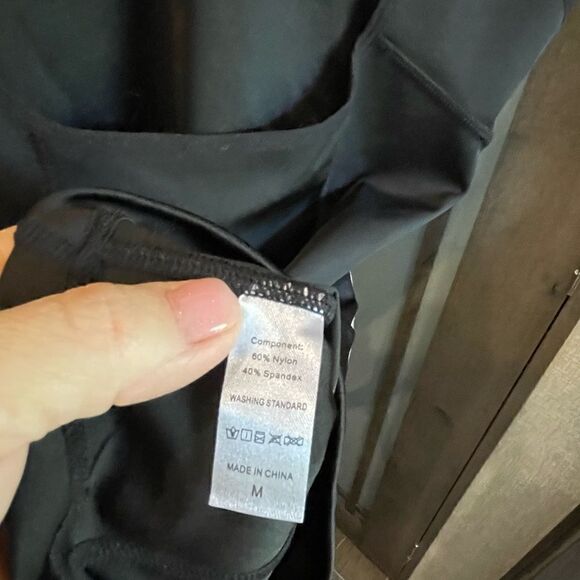 Component:
60% Nylon
40% Spandex
WASHING STANDARD
MADE IN CHINA
M